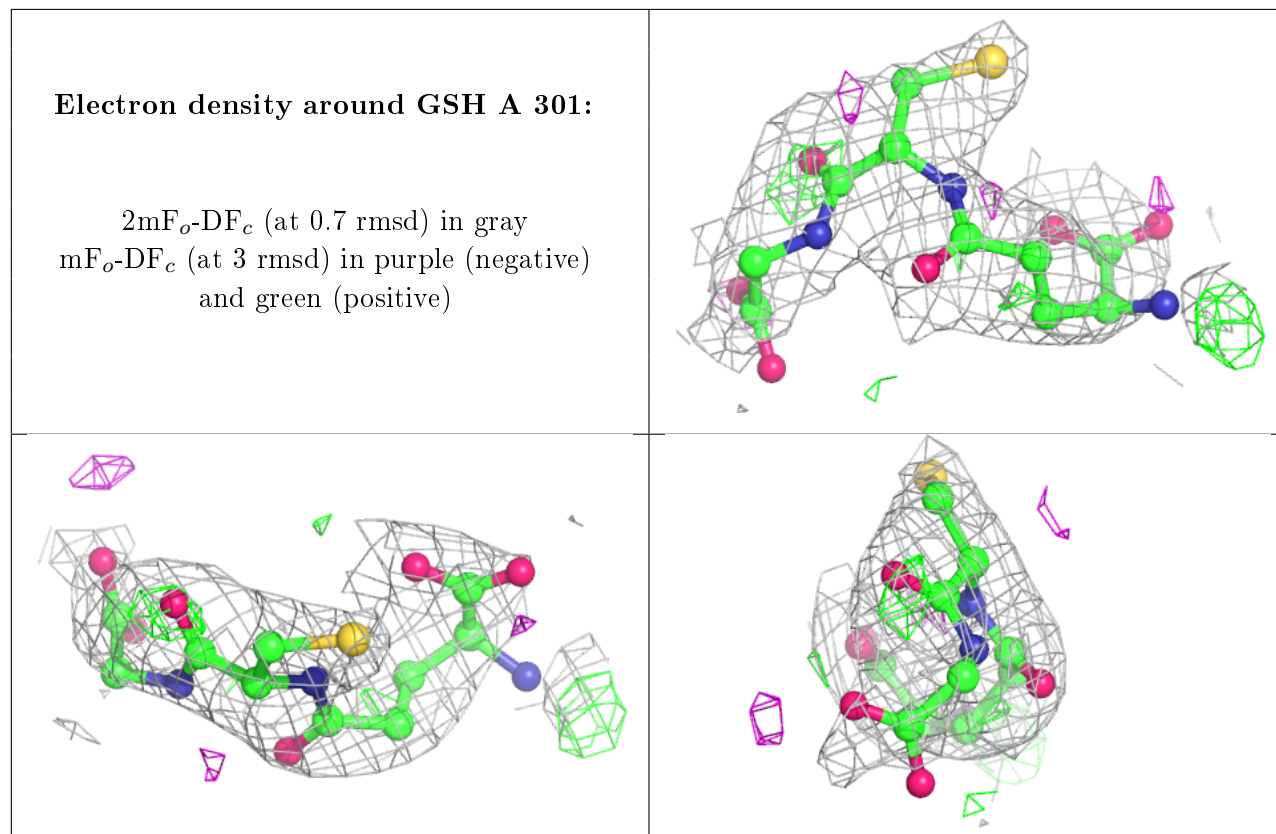 Electron density around GSH A 301:
2mFo-DFc (at 0.7 rmsd) in gray
mFo-DFc (at 3 rmsd) in purple (negative)
and green (positive)